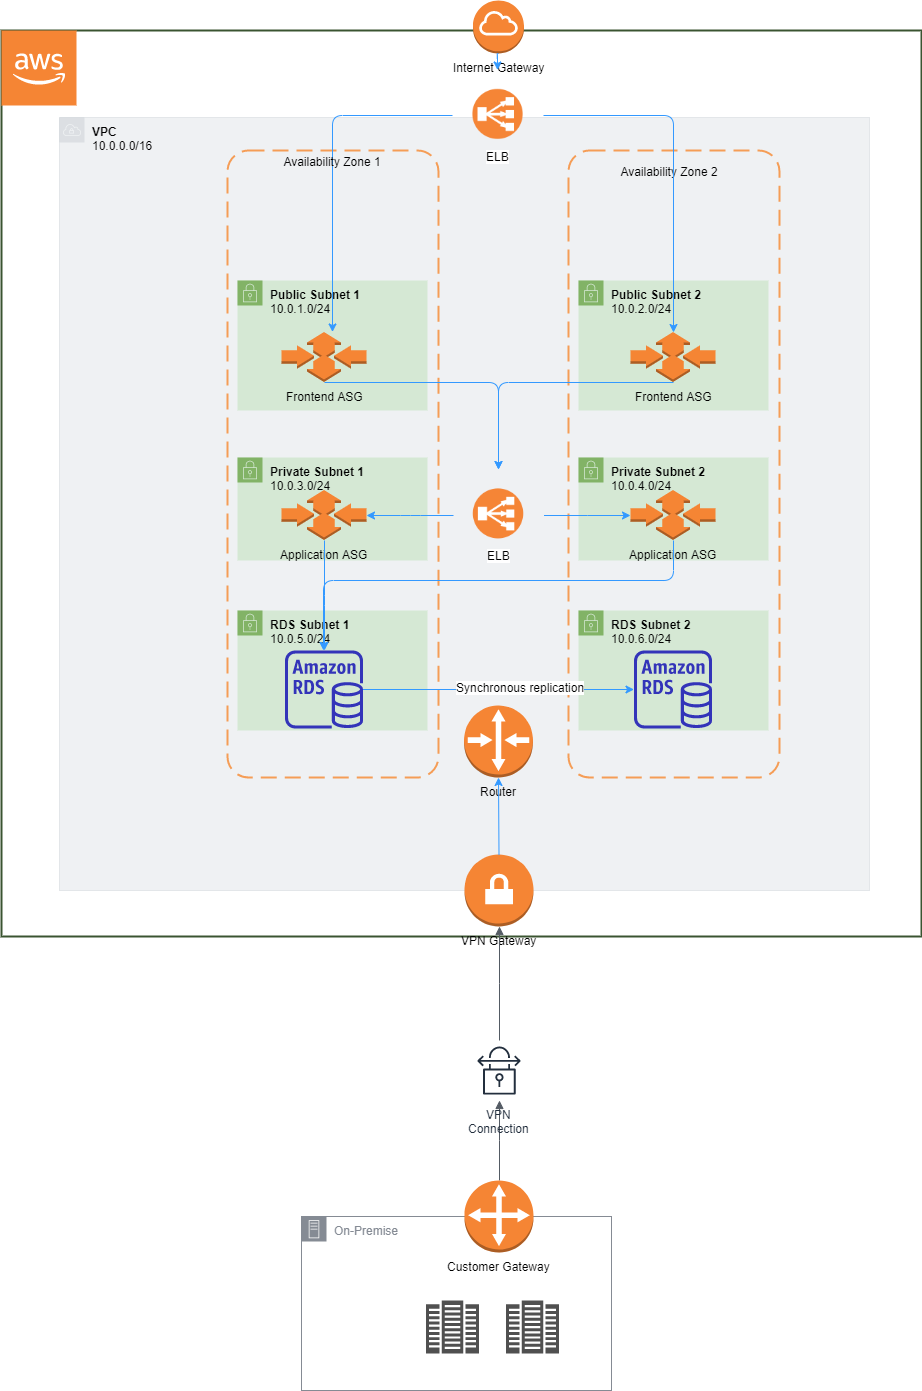 Internet Gateway
aws
ELB
VPC
10.0.0.0/16
Availability Zone 1
Availability Zone 2
Public Subnet 1
10.0.1.0/24
Public Subnet 2
10.0.2.0/24
Frontend ASG
Frontend ASG
Private Subnet 1
10.0.3.0/24
Private Subnet 2
10.0.4.0/24
Application ASG
ELB
Application ASG
RDS Subnet 1
10.0.5.0/24
RDS Subnet 2
10.0.6.0/24
Amazon
RDS
Amazon
RDS
Synchronous replication
Router
VPN Gateway
VPN
Connection
On-Premise
Customer Gateway